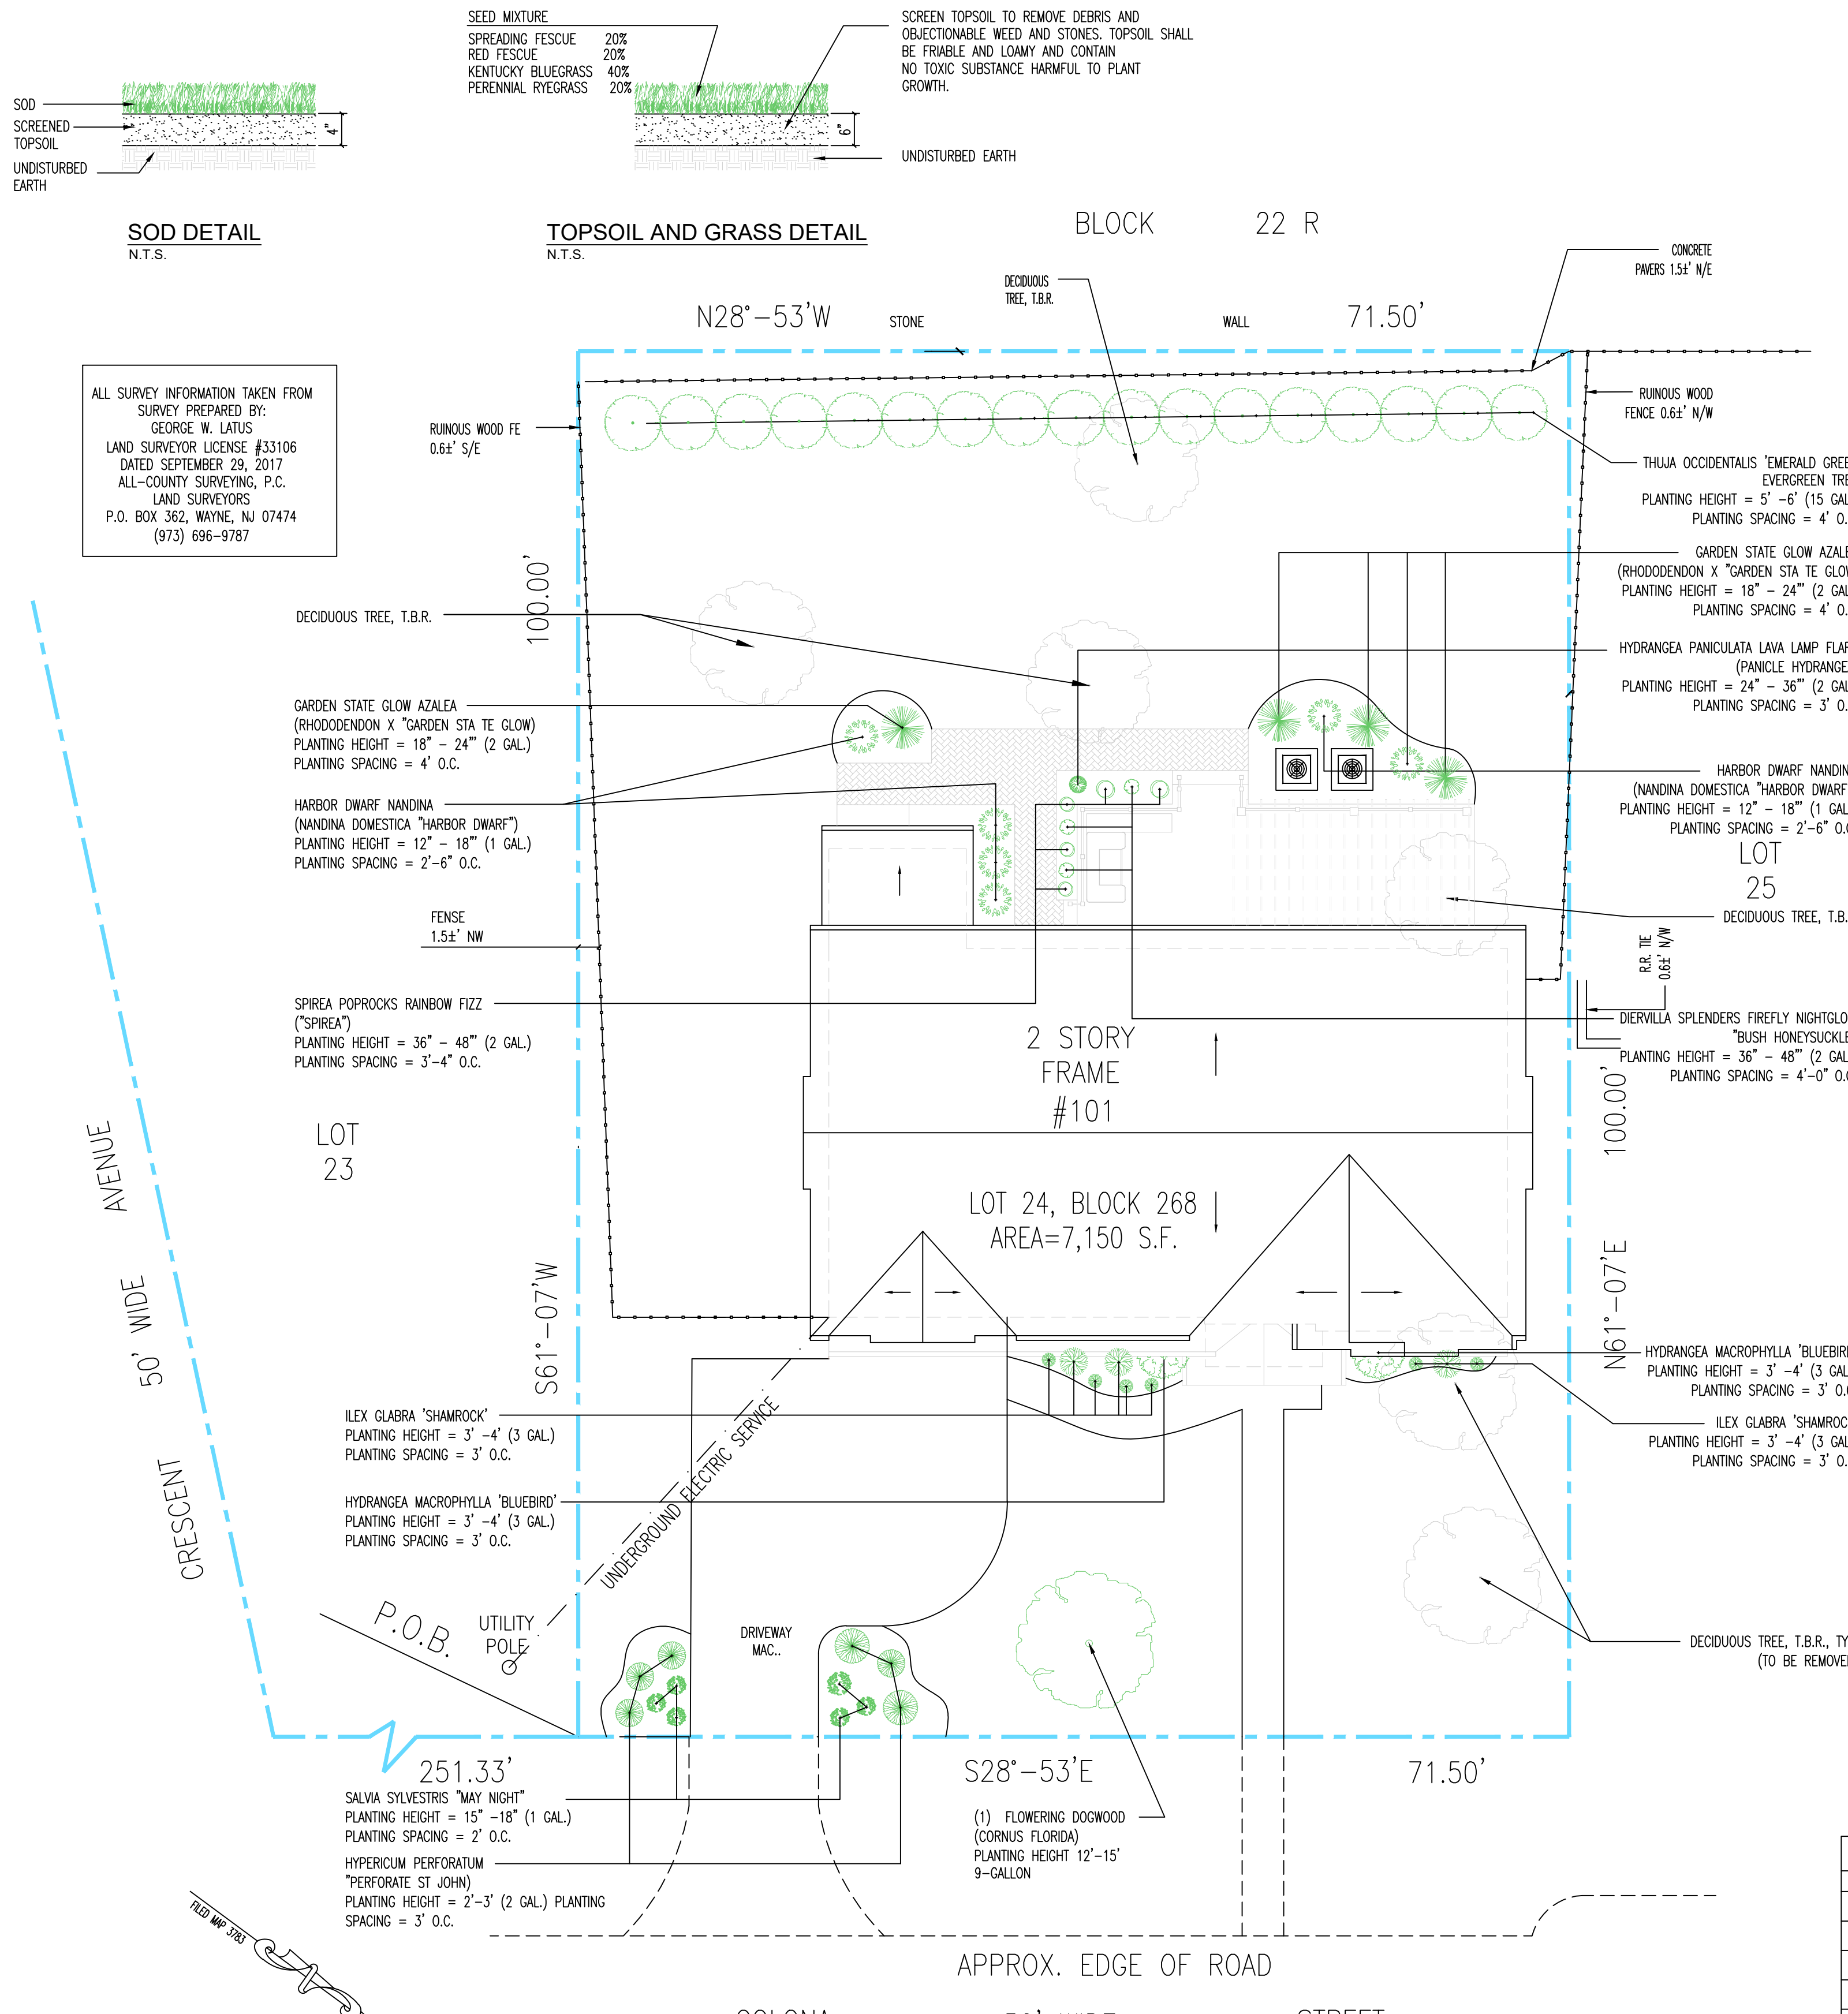 SEED MIXTURE
SPREADING FESCUE 20%
RED FESCUE 20%
KENTUCKY BLUEGRASS 40%
PERENNIAL RYEGRASS 20%
SCREEN TOPSOIL TO REMOVE DEBRIS AND
OBJECTIONABLE WEED AND STONES. TOPSOIL SHALL
BE FRIABLE AND LOAMY AND CONTAIN
NO TOXIC SUBSTANCE HARMFUL TO PLANT
GROWTH.
SOD
SCREENED
TOPSOIL
UNDISTURBED
EARTH
4"
6"
UNDISTURBED EARTH
SOD DETAIL
N.T.S.
TOPSOIL AND GRASS DETAIL
N.T.S.
BLOCK 22 R
CONCRETE
PAVERS 1.5±' N/E
DECIDUOUS
TREE, T.B.R.
N28°-53'W
STONE
WALL
71.50'
ALL SURVEY INFORMATION TAKEN FROM
SURVEY PREPARED BY:
GEORGE W. LATUS
LAND SURVEYOR LICENSE #33106
DATED SEPTEMBER 29, 2017
ALL-COUNTY SURVEYING, P.C.
LAND SURVEYORS
P.O. BOX 362, WAYNE, NJ 07474
(973) 696-9787
RUINOUS WOOD FE
0.6±' S/E
RUINOUS WOOD
FENCE 0.6±' N/W
THUJA OCCIDENTALIS 'EMERALD GREE
EVERGREEN TRE
PLANTING HEIGHT = 5' -6' (15 GAL
PLANTING SPACING = 4' O.
100.00'
GARDEN STATE GLOW AZALE
(RHODODENDON X "GARDEN STA TE GLOW
PLANTING HEIGHT = 18" - 24"' (2 GAL
PLANTING SPACING = 4' O.
DECIDUOUS TREE, T.B.R.
HYDRANGEA PANICULATA LAVA LAMP FLAR
(PANICLE HYDRANGE
PLANTING HEIGHT = 24" - 36"' (2 GAL
PLANTING SPACING = 3' O.
GARDEN STATE GLOW AZALEA
(RHODODENDON X "GARDEN STA TE GLOW)
PLANTING HEIGHT = 18" - 24"' (2 GAL.)
PLANTING SPACING = 4' O.C.
HARBOR DWARF NANDIN
(NANDINA DOMESTICA "HARBOR DWARF
PLANTING HEIGHT = 12" - 18"' (1 GAL
PLANTING SPACING = 2'-6" O.C
HARBOR DWARF NANDINA
(NANDINA DOMESTICA "HARBOR DWARF")
PLANTING HEIGHT = 12" - 18"' (1 GAL.)
PLANTING SPACING = 2'-6" O.C.
LOT
25
DECIDUOUS TREE, T.B.
FENSE
1.5±' NW
R.R. TIE
0.6±' N/W
SPIREA POPROCKS RAINBOW FIZZ
("SPIREA")
PLANTING HEIGHT = 36" - 48"' (2 GAL.)
PLANTING SPACING = 3'-4" O.C.
DIERVILLA SPLENDERS FIREFLY NIGHTGLO
"BUSH HONEYSUCKLE
PLANTING HEIGHT = 36" - 48"' (2 GAL
PLANTING SPACING = 4'-0" O.C
2 STORY
FRAME
#101
100.00'
AVENUE
LOT
23
LOT 24, BLOCK 268
AREA=7,150 S.F.
50' WIDE
S61°-07'W
N61°-07'E
HYDRANGEA MACROPHYLLA 'BLUEBIRD
PLANTING HEIGHT = 3' -4' (3 GAL
PLANTING SPACING = 3' O.C
ILEX GLABRA 'SHAMROCK'
PLANTING HEIGHT = 3' -4' (3 GAL.)
PLANTING SPACING = 3' O.C.
ILEX GLABRA 'SHAMROC
PLANTING HEIGHT = 3' -4' (3 GAL
PLANTING SPACING = 3' O.
HYDRANGEA MACROPHYLLA 'BLUEBIRD'
PLANTING HEIGHT = 3' -4' (3 GAL.)
PLANTING SPACING = 3' O.C.
UNDERGROUND ELECTRIC SERVICE
CRESCENT
P.O.B.
UTILITY
POLE
DRIVEWAY
MAC..
DECIDUOUS TREE, T.B.R., TY
(TO BE REMOVE
251.33'
S28°-53'E
71.50'
SALVIA SYLVESTRIS "MAY NIGHT"
PLANTING HEIGHT = 15" -18" (1 GAL.)
PLANTING SPACING = 2' O.C.
(1) FLOWERING DOGWOOD
(CORNUS FLORIDA)
PLANTING HEIGHT 12'-15'
9-GALLON
HYPERICUM PERFORATUM
"PERFORATE ST JOHN)
PLANTING HEIGHT = 2'-3' (2 GAL.) PLANTING
SPACING = 3' O.C.
FILED MAP 3783
APPROX. EDGE OF ROAD